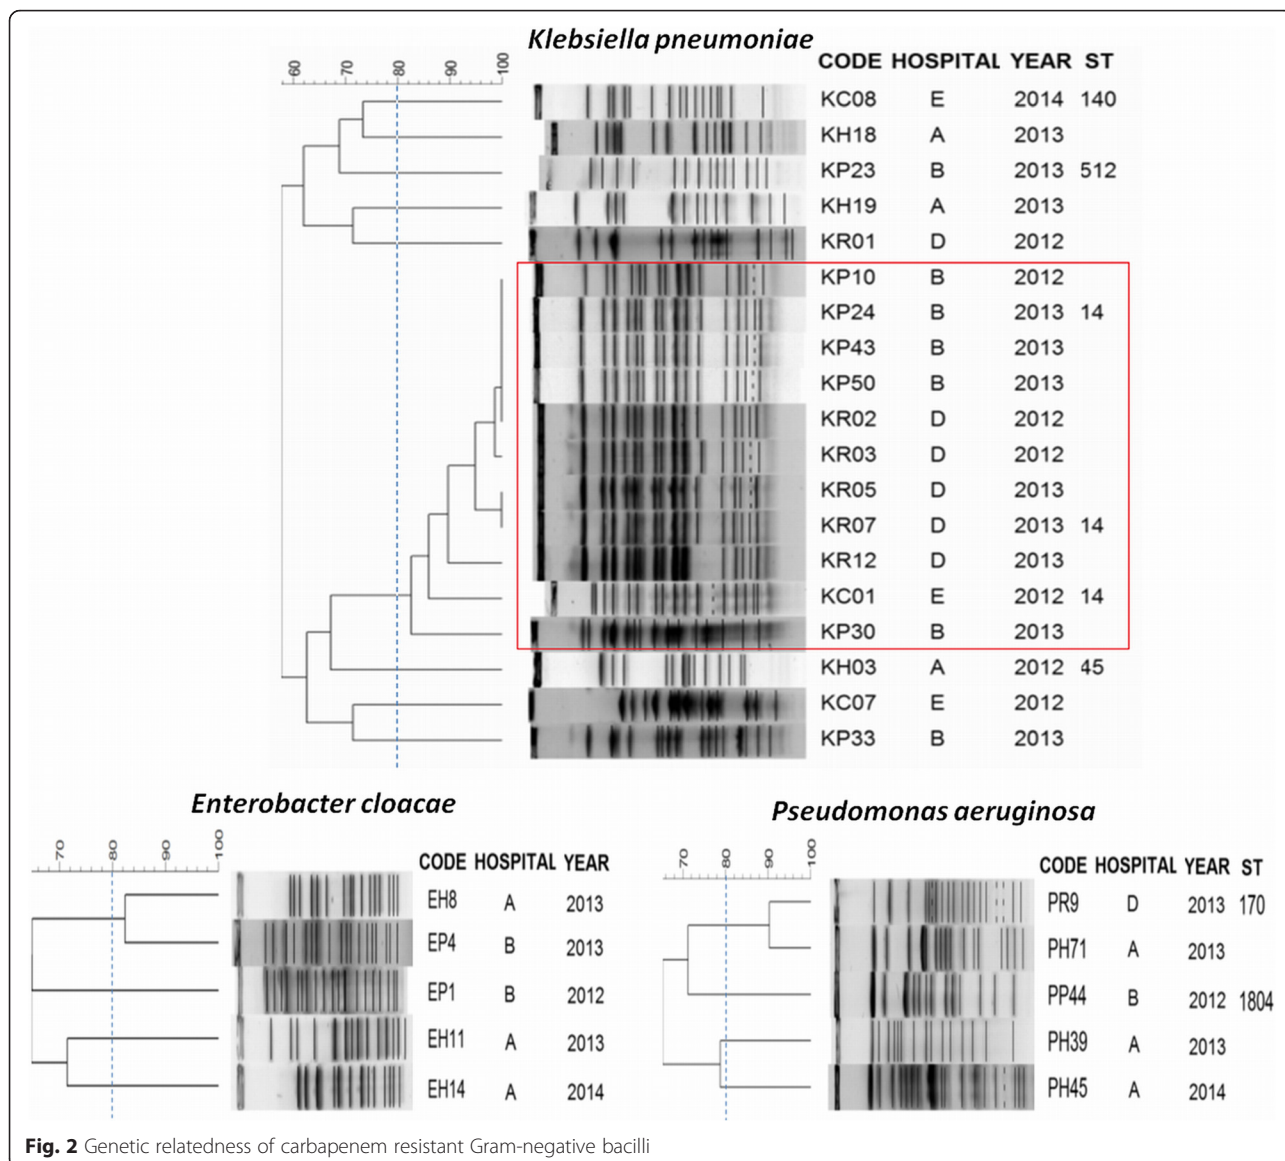 Klebsiella pneumoniae
60 70 80 90 100
CODE HOSPITAL YEAR ST
KC08 E 2014 140
KH18 A 2013
KP23 B 2013 512
KH19 A 2013
KR01 D 2012
KP10 B 2012
KP24 B 2013 14
KP43 B 2013
KP50 B 2013
KR02 D 2012
KR03 D 2012
KR05 D 2013
KR07 D 2013 14
KR12 D 2013
KC01 E 2012 14
KP30 B 2013
KH03 A 2012 45
KC07 E 2012
KP33 B 2013
Enterobacter cloacae
70 80 90 100
CODE HOSPITAL YEAR
EH8 A 2013
EP4 B 2013
EP1 B 2012
EH11 A 2013
EH14 A 2014
Pseudomonas aeruginosa
70 80 90 100
CODE HOSPITAL YEAR ST
PR9 D 2013 170
PH71 A 2013
PP44 B 2012 1804
PH39 A 2013
PH45 A 2014
Fig. 2 Genetic relatedness of carbapenem resistant Gram-negative bacilli